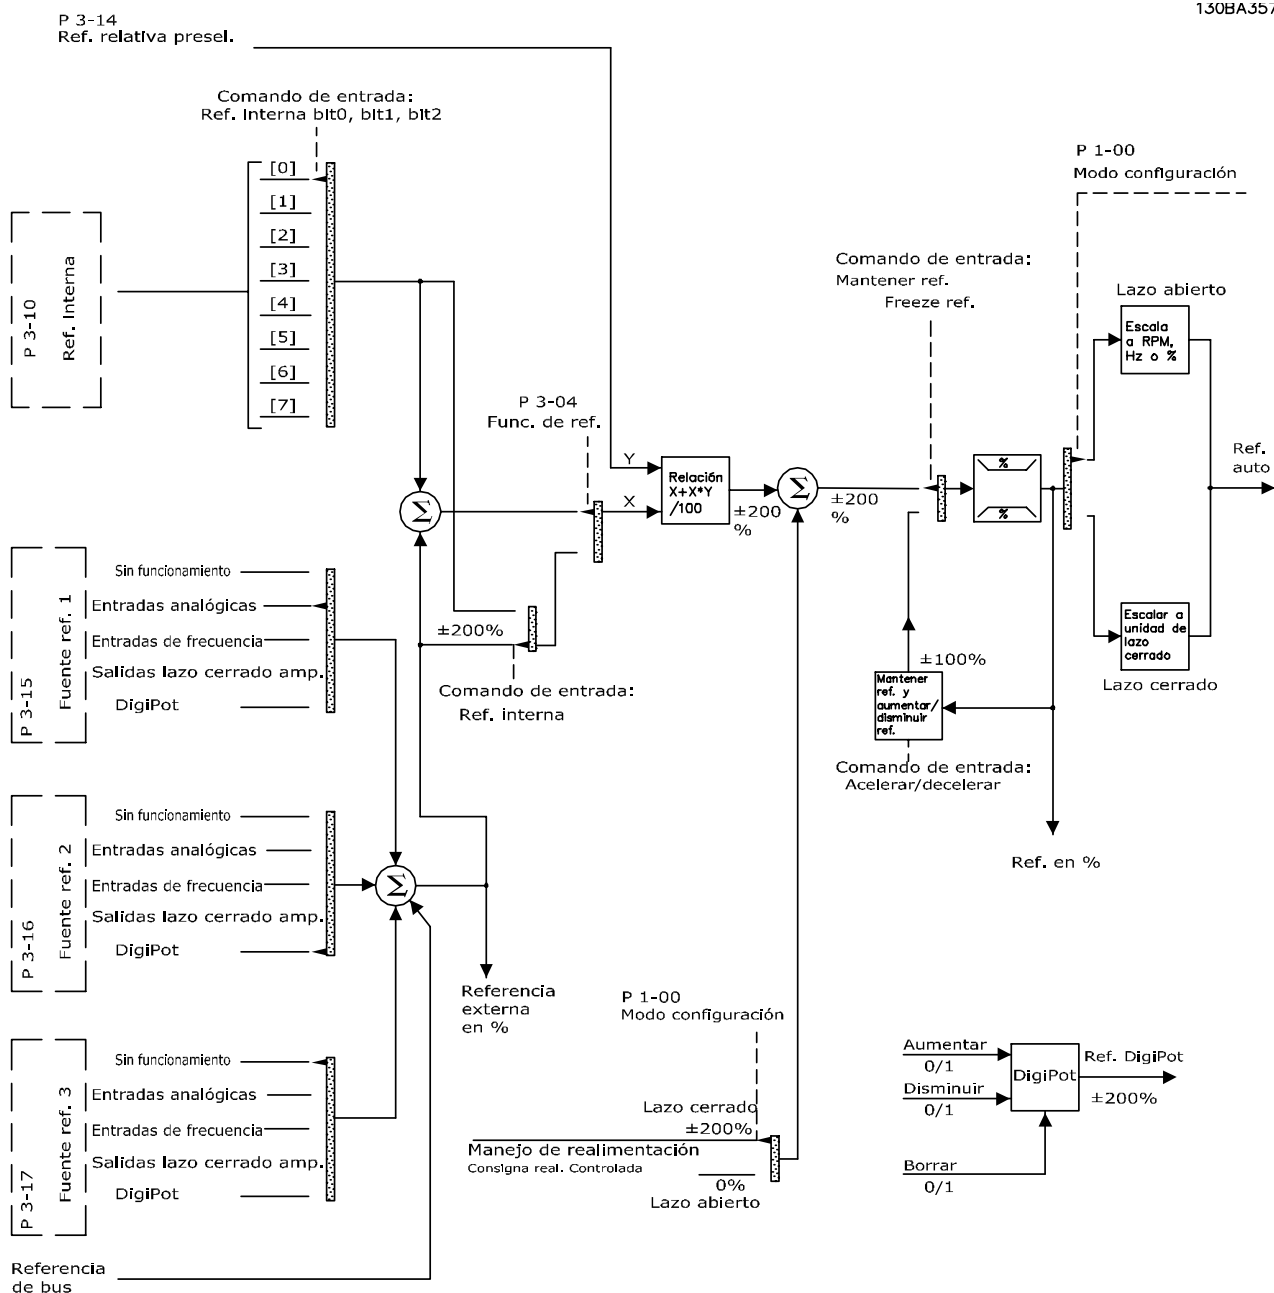 130BA357
P 3-14
Ref. relativa presel.
Comando de entrada:
Ref. Interna bit0, bit1, bit2
[0]
[1]
[2]
[3]
[4]
[5]
[6]
[7]
P 3-10
Ref. Interna
P 1-00
Modo configuración
Comando de entrada:
Mantener ref.
Freeze ref.
Lazo abierto
Escala
a RPM,
Hz o %
P 3-04
Func. de ref.
Y
X
Relación
X+X*Y
/100
±200
%
Σ
±200
%
%
%
Ref.
auto
Σ
P 3-15
Fuente ref. 1
Sin funcionamiento
Entradas analógicas
Entradas de frecuencia
Salidas lazo cerrado amp.
DigiPot
±200%
Comando de entrada:
Ref. interna
±100%
Mantener
ref. y
aumentar/
disminuir
ref.
Comando de entrada:
Acelerar/decelerar
Escalar a
unidad de
lazo
cerrado
Lazo cerrado
Ref. en %
P 3-16
Fuente ref. 2
Sin funcionamiento
Entradas analógicas
Entradas de frecuencia
Salidas lazo cerrado amp.
DigiPot
Σ
Referencia
externa
en %
P 1-00
Modo configuración
Lazo cerrado
±200%
Manejo de realimentación
Consigna real. Controlada
0%
Lazo abierto
Aumentar
0/1
Disminuir
0/1
Borrar
0/1
DigiPot
Ref. DigiPot
±200%
P 3-17
Fuente ref. 3
Sin funcionamiento
Entradas analógicas
Entradas de frecuencia
Salidas lazo cerrado amp.
DigiPot
Referencia
de bus